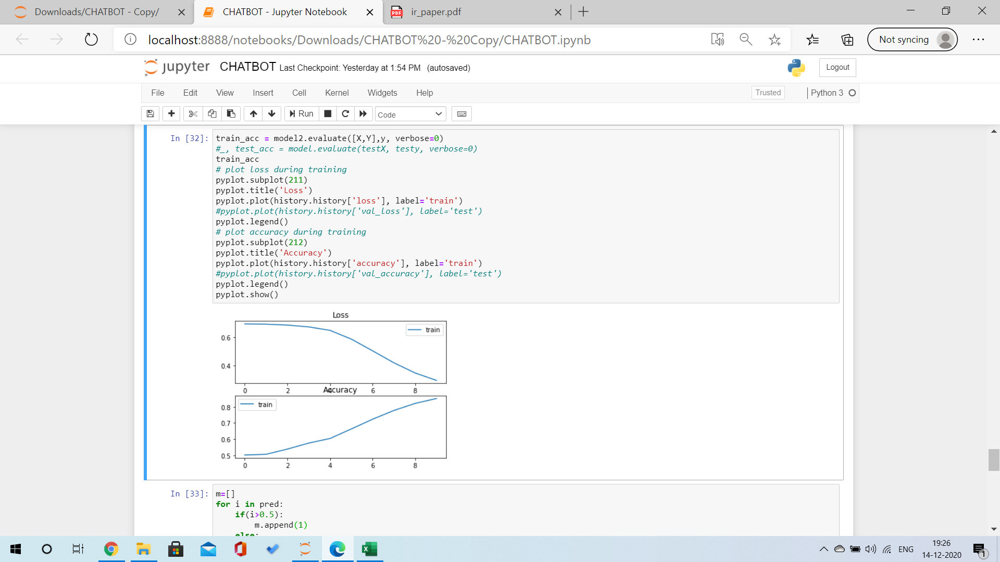 Downloads/CHATBOT - Copy/
CHATBOT - Jupyter Notebook
PDF
ir_paper.pdf
localhost:8888/notebooks/Downloads/CHATBOT%20-%20Copy/CHATBOT.ipynb
Not syncing
jupyter CHATBOT Last Checkpoint: Yesterday at 1:54 PM (autosaved)
Logout
File Edit View Insert Cell Kernel Widgets Help
Trusted
Python 3
Run
Code
In [32]:
train_acc = model2.evaluate([X,Y],y, verbose=0)
#_, test_acc = model.evaluate(testX, testy, verbose=0)
train_acc
# plot loss during training
pyplot.subplot(211)
pyplot.title('Loss')
pyplot.plot(history.history['loss'], label='train')
#pyplot.plot(history.history['val_loss'], label='test')
pyplot.legend()
# plot accuracy during training
pyplot.subplot(212)
pyplot.title('Accuracy')
pyplot.plot(history.history['accuracy'], label='train')
#pyplot.plot(history.history['val_accuracy'], label='test')
pyplot.legend()
pyplot.show()
Loss
train
0.6
0.4
0 2 4 6 8
Accuracy
train
0.8
0.7
0.6
0.5
0 2 4 6 8
In [33]:
m=[]
for i in pred:
if(i>0.5):
m.append(1)
else:
ENG
19:26
14-12-2020
1